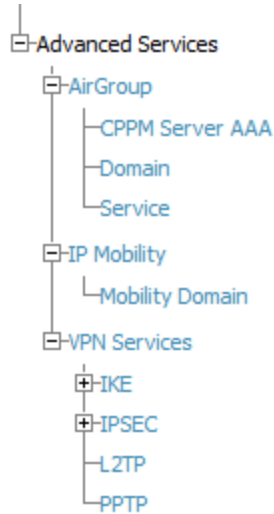 Advanced Services
AirGroup
CPPM Server AAA
Domain
Service
IP Mobility
Mobility Domain
VPN Services
IKE
IPSEC
L2TP
PPTP